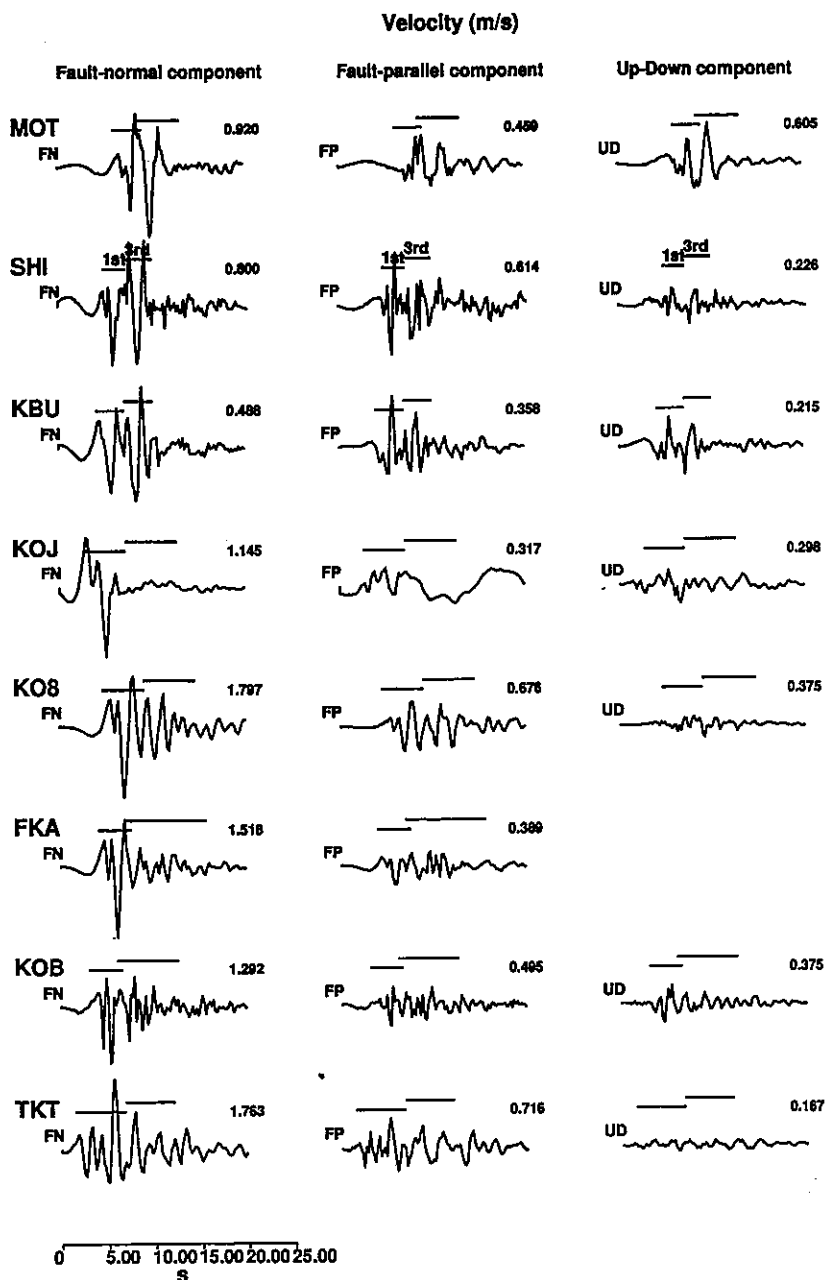 Velocity (m/s)
Fault-normal component Fault-parallel component Up-Down component
MOT FN 0.920 FP 0.459 UD 0.605
SHI FN 1st 3rd 0.800 FP 1st 3rd 0.614 UD 1st 3rd 0.226
KBU FN 0.486 FP 0.358 UD 0.215
KOJ FN 1.145 FP 0.317 UD 0.298
KO8 FN 1.797 FP 0.676 UD 0.375
FKA FN 1.518 FP 0.389
KOB FN 1.292 FP 0.495 UD 0.375
TKT FN 1.763 FP 0.716 UD 0.167
0 5.00 10.00 15.00 20.00 25.00
s